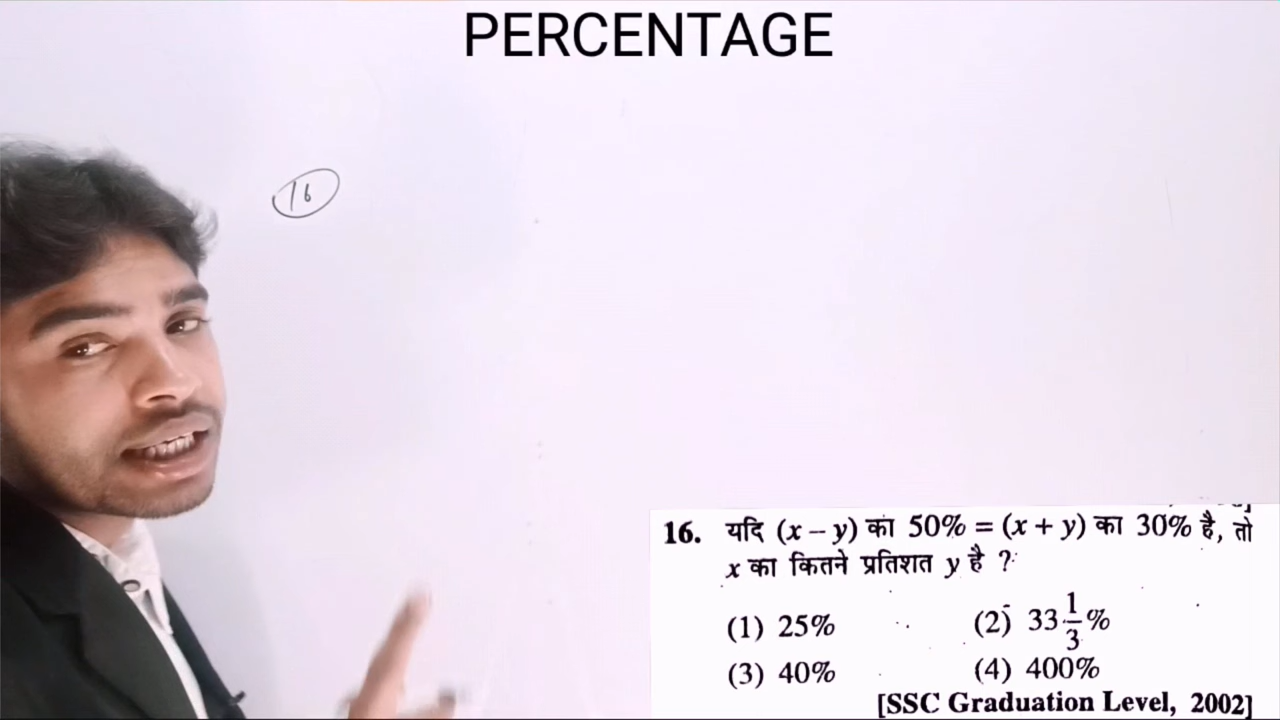 PERCENTAGE
16
16. यदि (x – y) का 50% = (x + y) का 30% है, तो
x का कितने प्रतिशत y है ?
(1) 25% (2) 33 1/3 %
(3) 40% (4) 400%
[SSC Graduation Level, 2002]